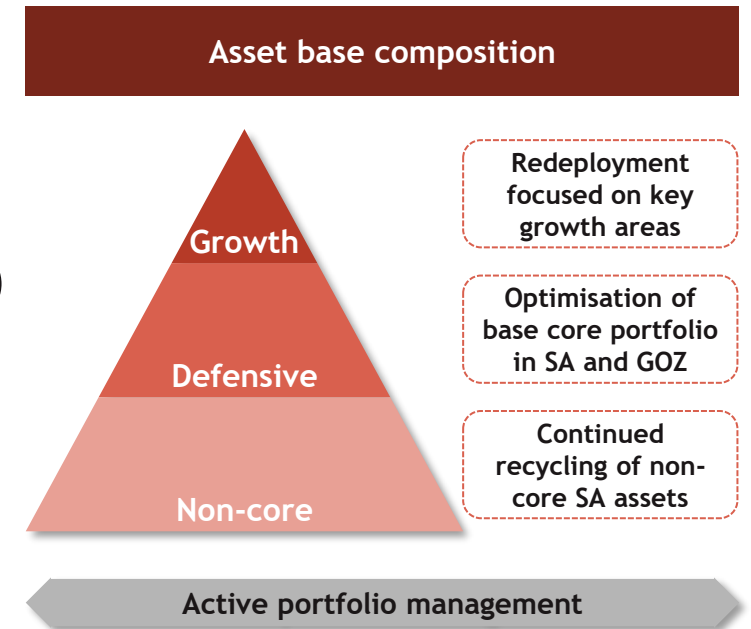 Asset base composition
Growth
Redeployment
focused on key
growth areas
Defensive
Optimisation of
base core portfolio
in SA and GOZ
Non-core
Continued
recycling of non-
core SA assets
Active portfolio management